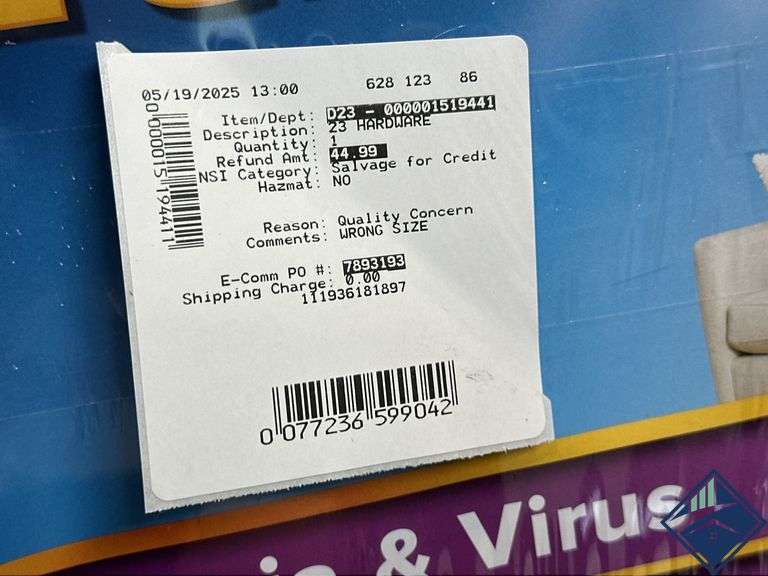 05/19/2025 13:00 628 123 86
Item/Dept: D23 - 000001519441
Description: 23 HARDWARE
Quantity: 1
Refund Amt: 44.99
NSI Category: Salvage for Credit
Hazmat: NO
Reason: Quality Concern
Comments: WRONG SIZE
E-Comm PO #: 7893193
Shipping Charge: 0.00
111936181897
0 077236 599042
& Virus